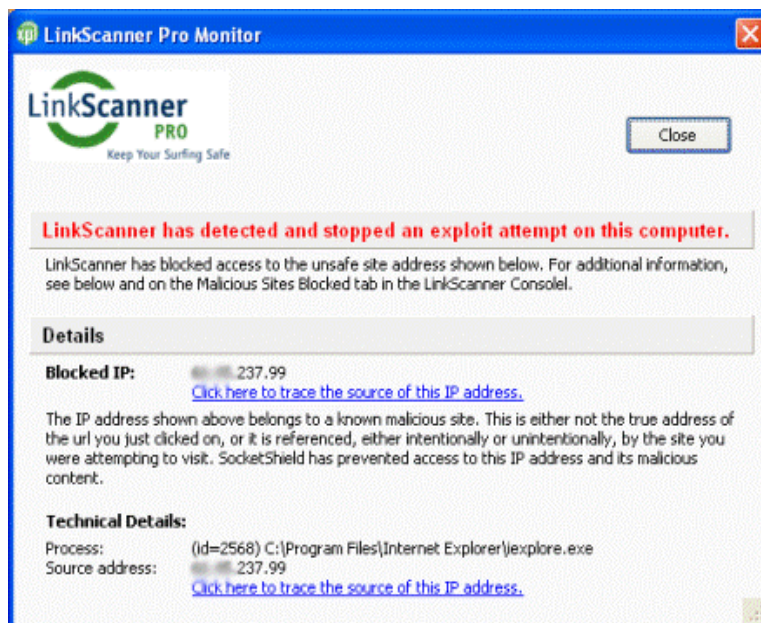 LinkScanner Pro Monitor
LinkScanner
PRO
Keep Your Surfing Safe
Close
LinkScanner has detected and stopped an exploit attempt on this computer.
LinkScanner has blocked access to the unsafe site address shown below. For additional information,
see below and on the Malicious Sites Blocked tab in the LinkScanner Consolel.
Details
Blocked IP: .237.99
Click here to trace the source of this IP address.
The IP address shown above belongs to a known malicious site. This is either not the true address of
the url you just clicked on, or it is referenced, either intentionally or unintentionally, by the site you
were attempting to visit. SocketShield has prevented access to this IP address and its malicious
content.
Technical Details:
Process: (id=2568) C:\Program Files\Internet Explorer\iexplore.exe
Source address: .237.99
Click here to trace the source of this IP address.